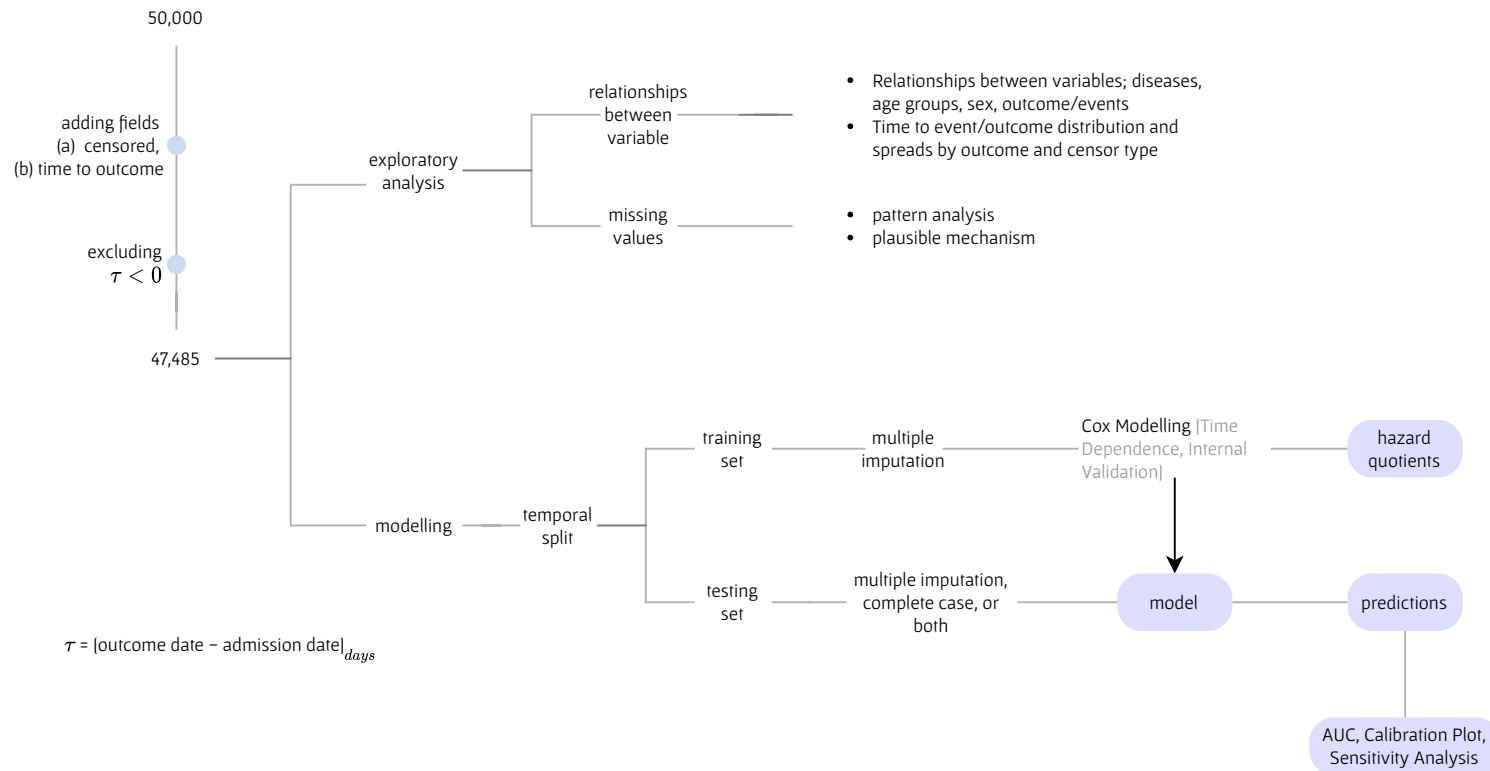 50,000
adding fields
(a) censored,
(b) time to outcome
excluding
τ < 0
47,485
exploratory
analysis
relationships
between
variable
• Relationships between variables; diseases,
age groups, sex, outcome/events
• Time to event/outcome distribution and
spreads by outcome and censor type
missing
values
• pattern analysis
• plausible mechanism
modelling
temporal
split
training
set
multiple
imputation
Cox Modelling (Time
Dependence, Internal
Validation)
hazard
quotients
testing
set
multiple imputation,
complete case, or
both
model
predictions
AUC, Calibration Plot,
Sensitivity Analysis
τ = (outcome date – admission date)days